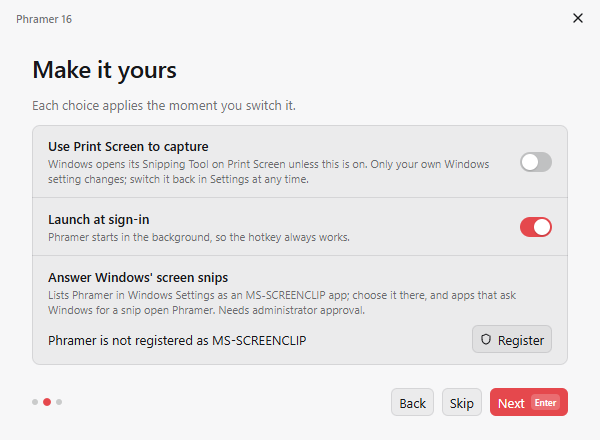 Phramer 16
Make it yours
Each choice applies the moment you switch it.
Use Print Screen to capture
Windows opens its Snipping Tool on Print Screen unless this is on. Only your own Windows
setting changes; switch it back in Settings at any time.
Launch at sign-in
Phramer starts in the background, so the hotkey always works.
Answer Windows' screen snips
Lists Phramer in Windows Settings as an MS-SCREENCLIP app; choose it there, and apps that ask
Windows for a snip open Phramer. Needs administrator approval.
Phramer is not registered as MS-SCREENCLIP
Register
Back
Skip
Next Enter